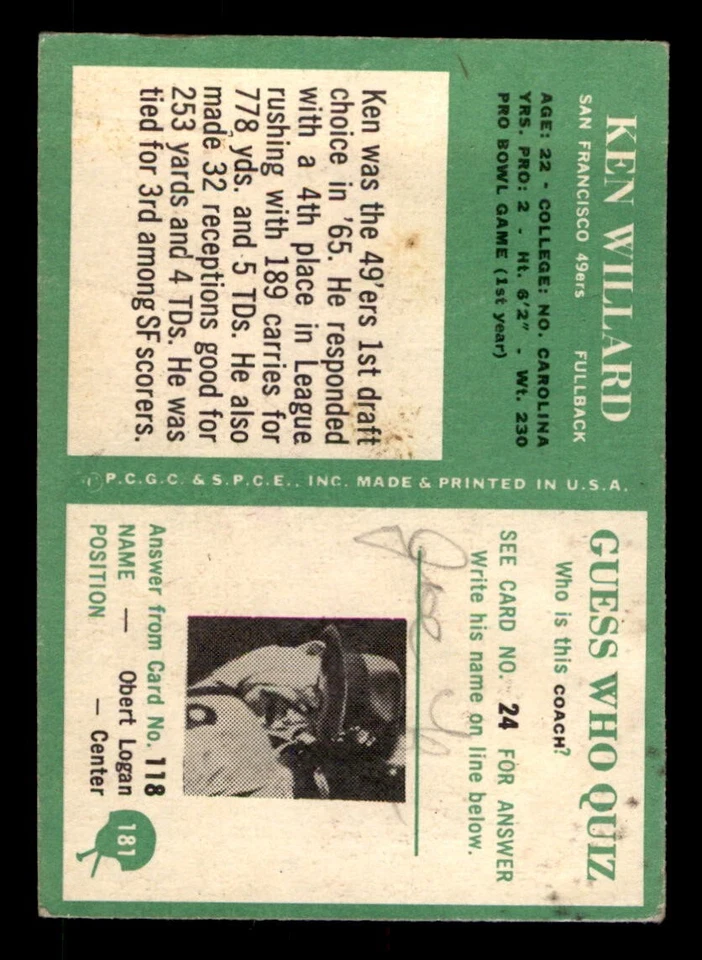 KEN WILLARD
SAN FRANCISCO 49ers FULLBACK
AGE: 22 - COLLEGE: NO. CAROLINA
YRS. PRO: 2 - Ht. 6'2" - Wt. 230
PRO BOWL GAME (1st year)
Ken was the 49'ers 1st draft
choice in '65. He responded
with a 4th place in League
rushing with 189 carries for
778 yds. and 5 TDs. He also
made 32 receptions good for
253 yards and 4 TDs. He was
tied for 3rd among SF scorers.
P.C.G.C. & S.P.C.E., INC. MADE & PRINTED IN U.S.A.
GUESS WHO QUIZ
Who is this COACH?
SEE CARD NO. 24 FOR ANSWER
Write his name on line below.
Answer from Card No. 118
NAME — Obert Logan
POSITION — Center
181